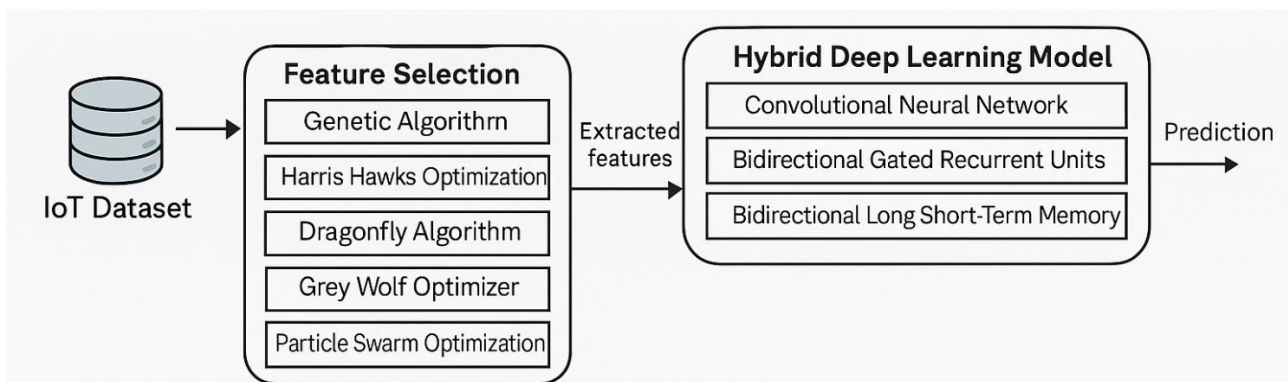 IoT Dataset
Feature Selection
Genetic Algorithrn
Harris Hawks Optimization
Dragonfly Algorithm
Grey Wolf Optimizer
Particle Swarm Optimization
Extracted
features
Hybrid Deep Learning Model
Convolutional Neural Network
Bidirectional Gated Recurrent Units
Bidirectional Long Short-Term Memory
Prediction